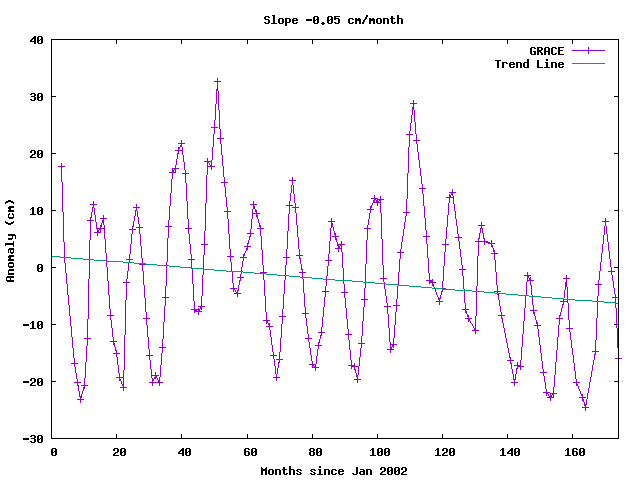 Slope -0.05 cm/month
GRACE
Trend Line
Anomaly (cm)
40
30
20
10
0
-10
-20
-30
0 20 40 60 80 100 120 140 160
Months since Jan 2002